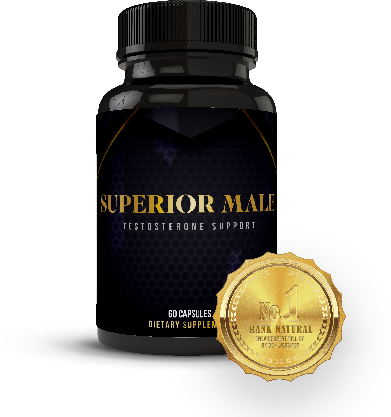 SUPERIOR MALE
TESTOSTERONE SUPPORT
60 CAPSULES
DIETARY
No.1
RANK NATURAL